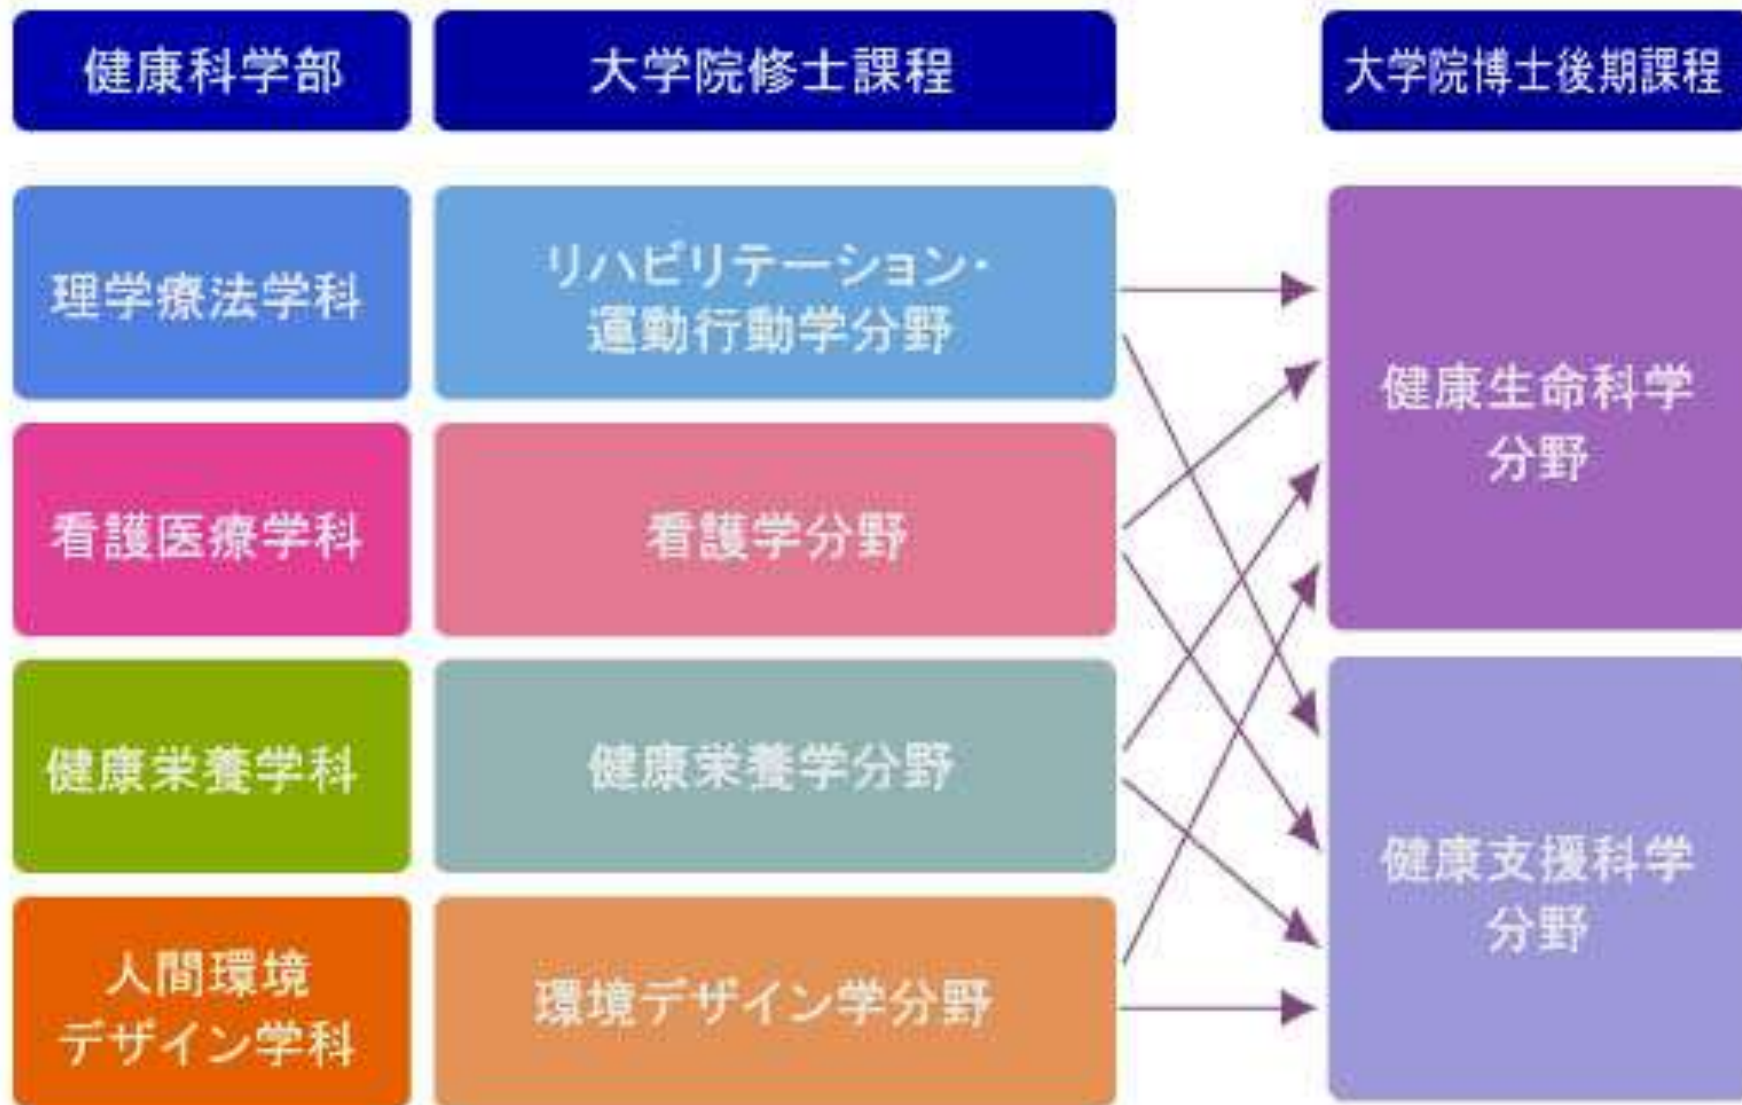 健康科学部
大学院修士課程
大学院博士後期課程
理学療法学科
リハビリテーション・
運動行動学分野
看護医療学科
看護学分野
健康栄養学科
健康栄養学分野
人間環境
デザイン学科
環境デザイン学分野
健康生命科学
分野
健康支援科学
分野